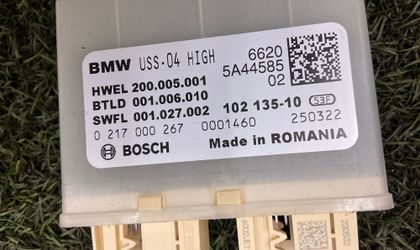 BMW USS-04 HIGH 6620
HWEL 200.005.001 5A44585
BTLD 001.006.010 02
SWFL 001.027.002 102 135-10 G3F
0 217 000 267 0001460 250322
BOSCH Made in ROMANIA